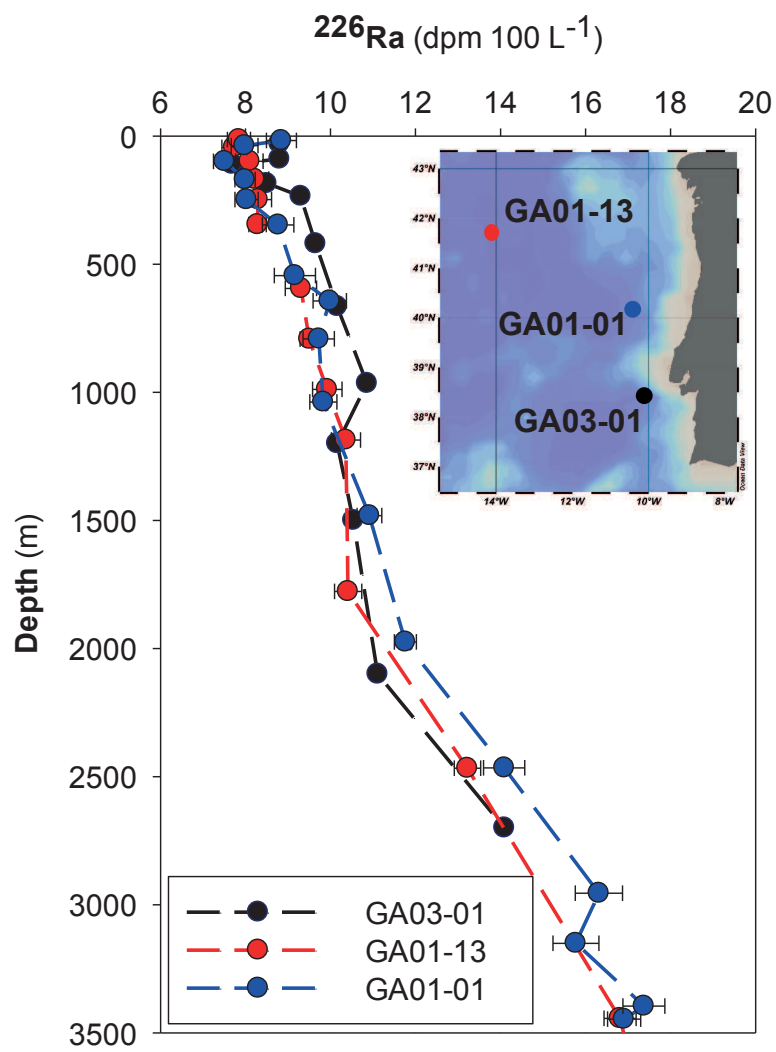 226Ra (dpm 100 L-1)
6 8 10 12 14 16 18 20
0
500
1000
1500
2000
2500
3000
3500
Depth (m)
43°N
42°N
41°N
40°N
39°N
38°N
37°N
14°W 12°W 10°W 8°W
GA01-13
GA01-01
GA03-01
Ocean Data View
GA03-01
GA01-13
GA01-01